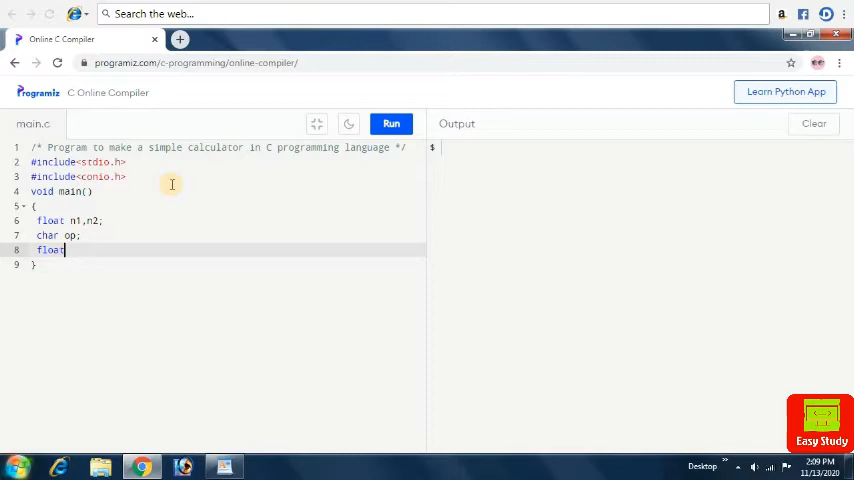 Search the web...
Online C Compiler
programiz.com/c-programming/online-compiler/
Programiz C Online Compiler
Learn Python App
main.c
Run
Output
Clear
1 /* Program to make a simple calculator in C programming language */
2 #include<stdio.h>
3 #include<conio.h>
4 void main()
5 {
6 float n1,n2;
7 char op;
8 float
9 }
$
Easy Study
Desktop
2:09 PM
11/13/2020